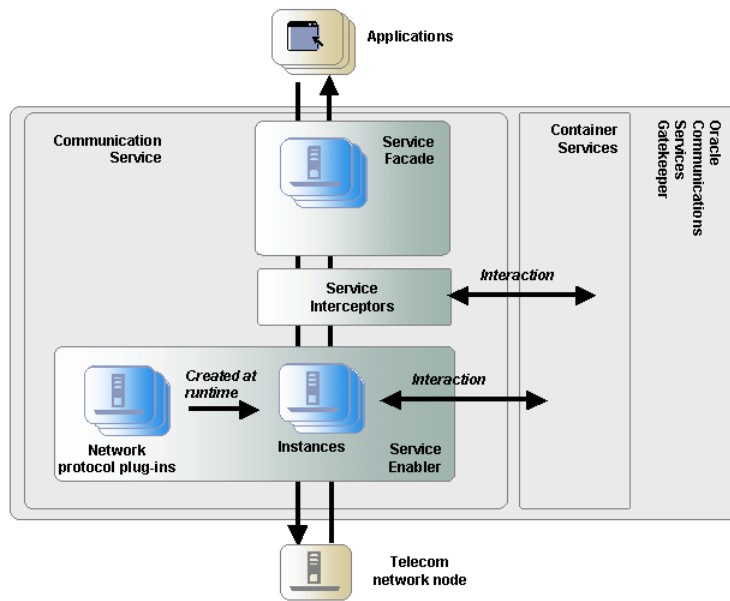 Applications
Communication
Service
Service
Facade
Container
Services
Oracle
Communications
Services
Gatekeeper
Service
Interceptors
Interaction
Created at
runtime
Interaction
Network
protocol plug-ins
Instances
Service
Enabler
Telecom
network node